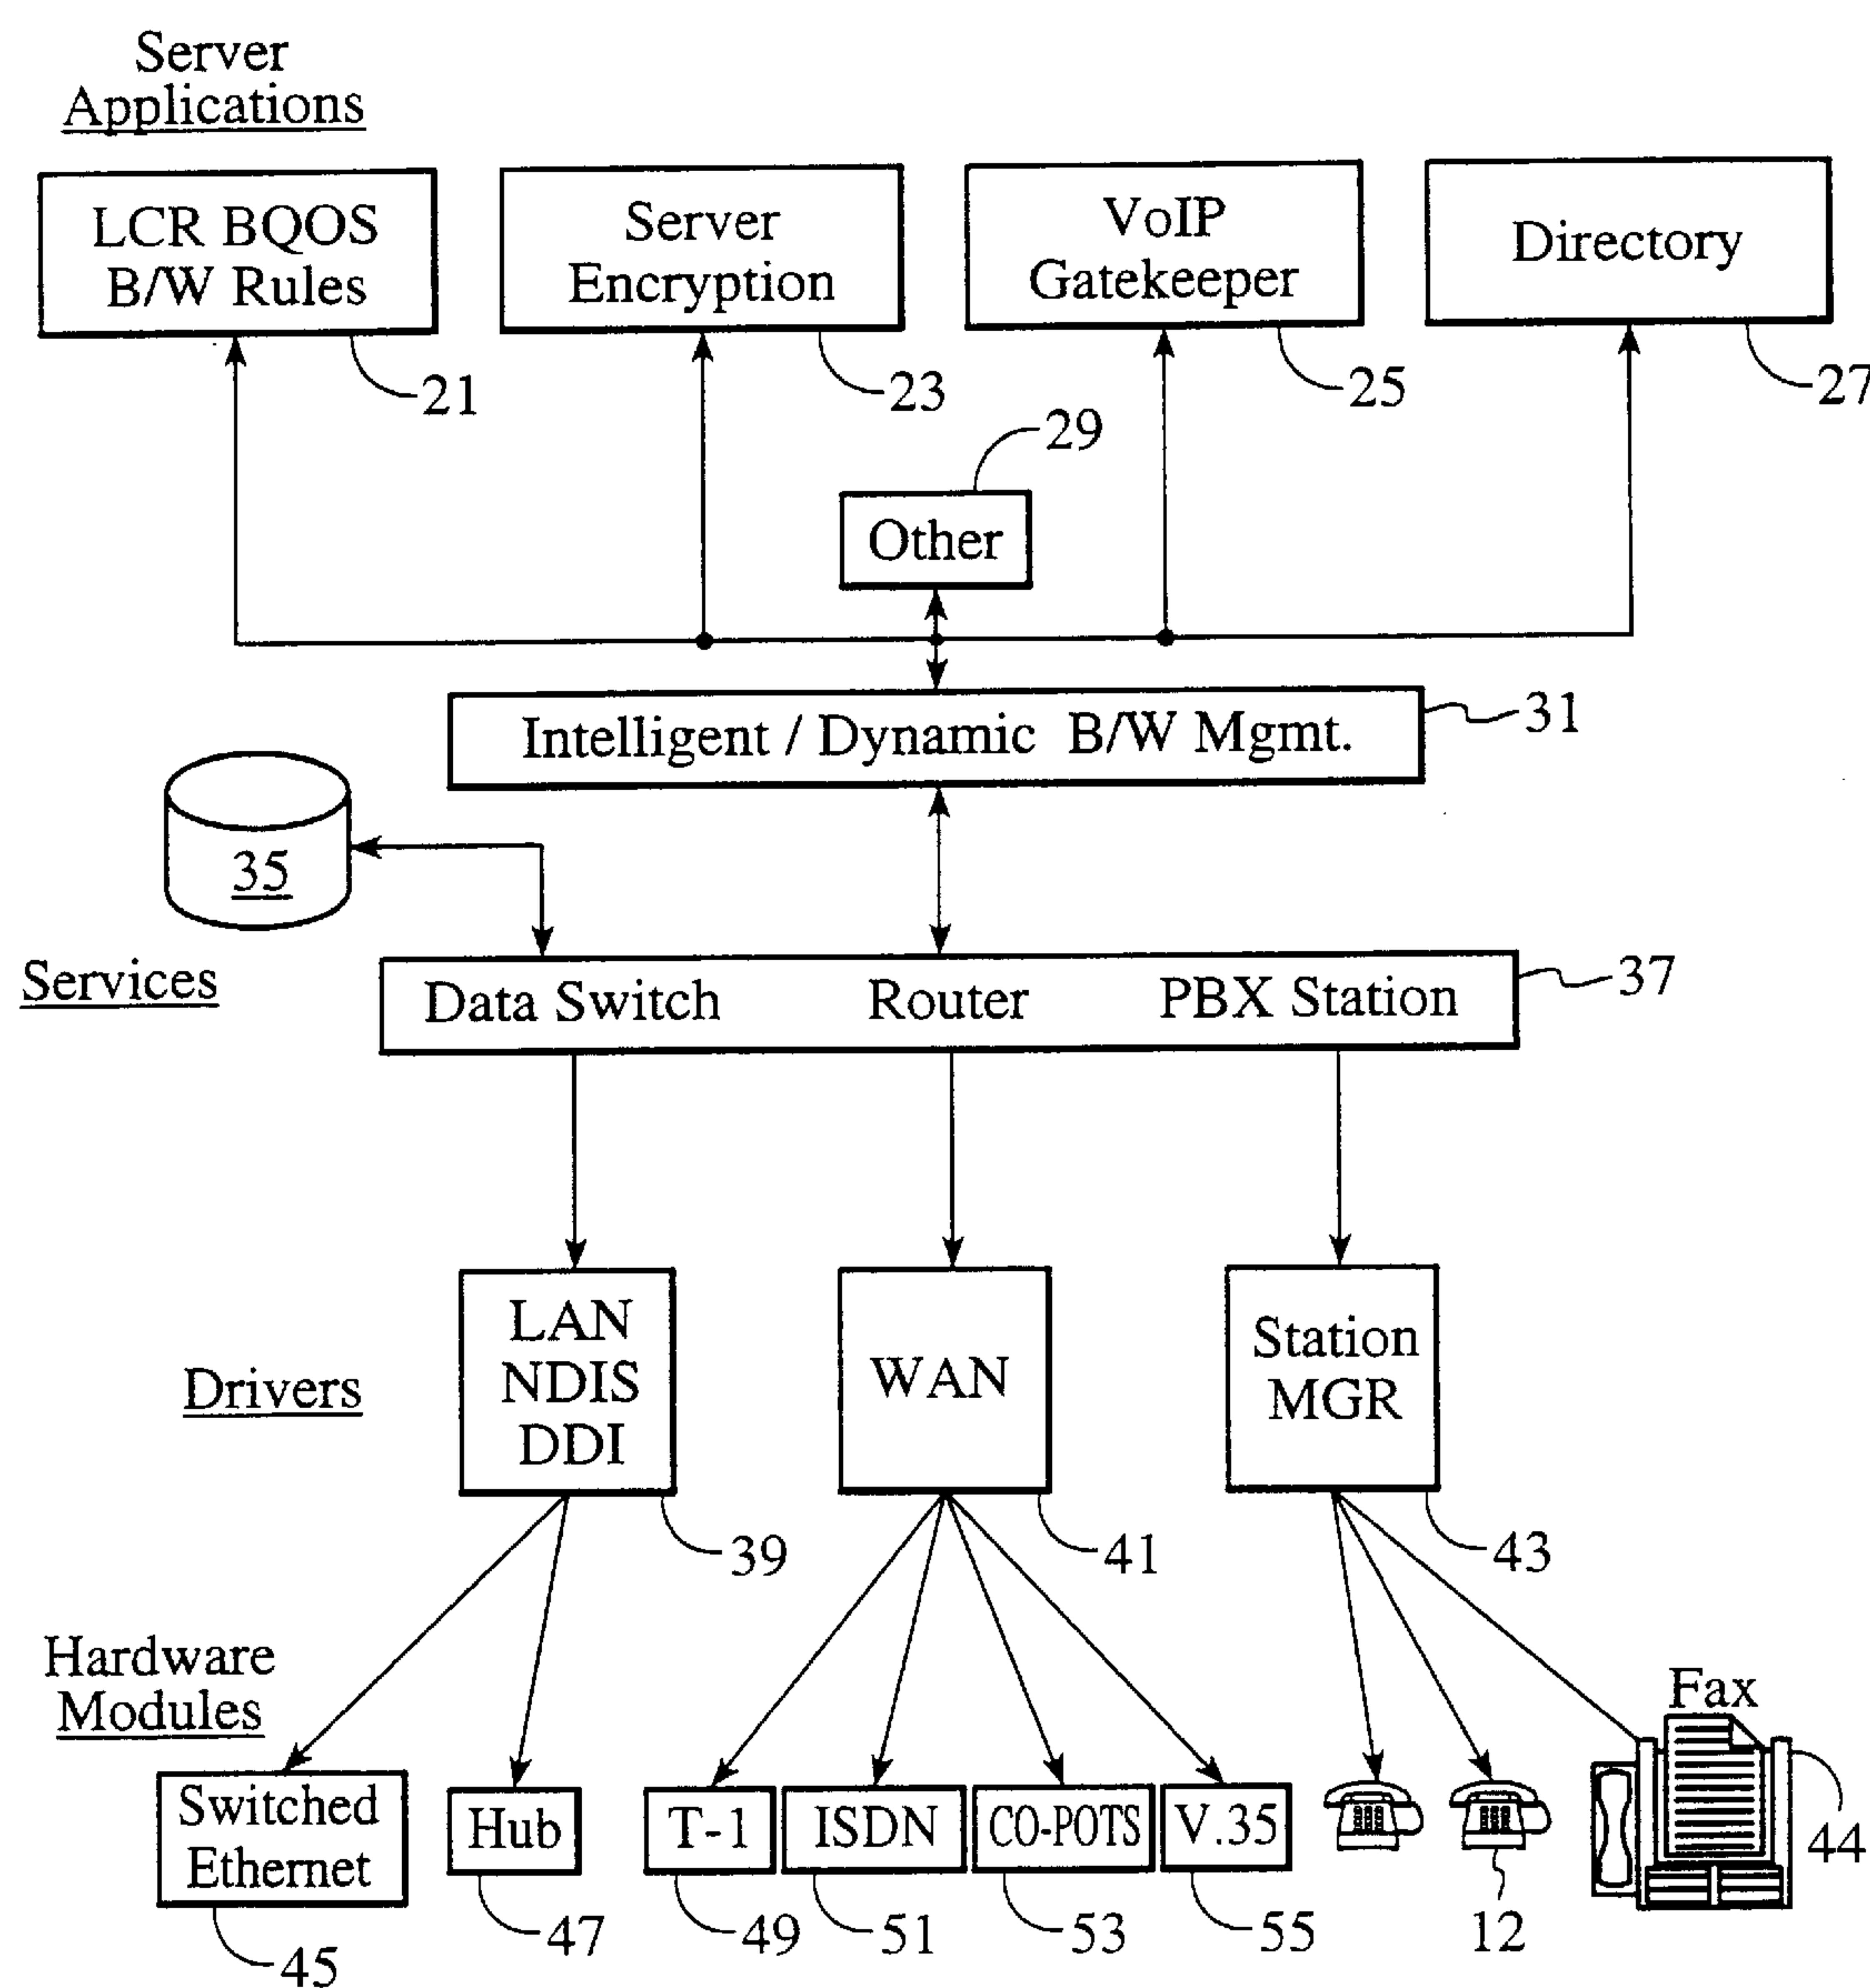 Server
Applications
LCR BQOS
B/W Rules
Server
Encryption
VoIP
Gatekeeper
Directory
21
23
25
27
29
Other
Intelligent / Dynamic B/W Mgmt.
31
35
Services
Data Switch Router PBX Station
37
Drivers
LAN
NDIS
DDI
WAN
Station
MGR
39
41
43
Hardware
Modules
Fax
Switched
Ethernet
Hub
T-1
ISDN
CO-POTS
V.35
44
45
47
49
51
53
55
12